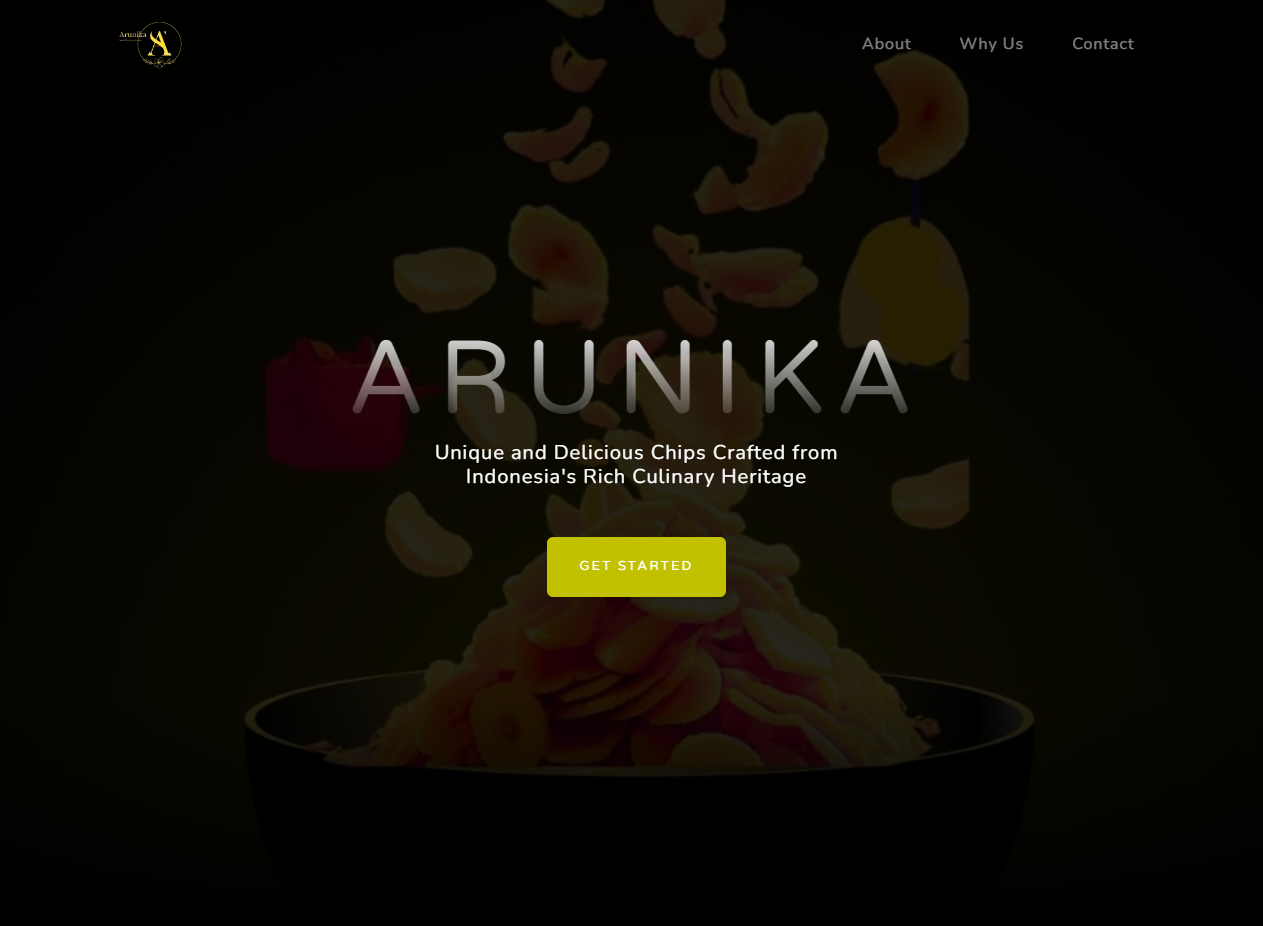 Arunika
A
About
Why Us
Contact
ARUNIKA
Unique and Delicious Chips Crafted from
Indonesia's Rich Culinary Heritage
GET STARTED